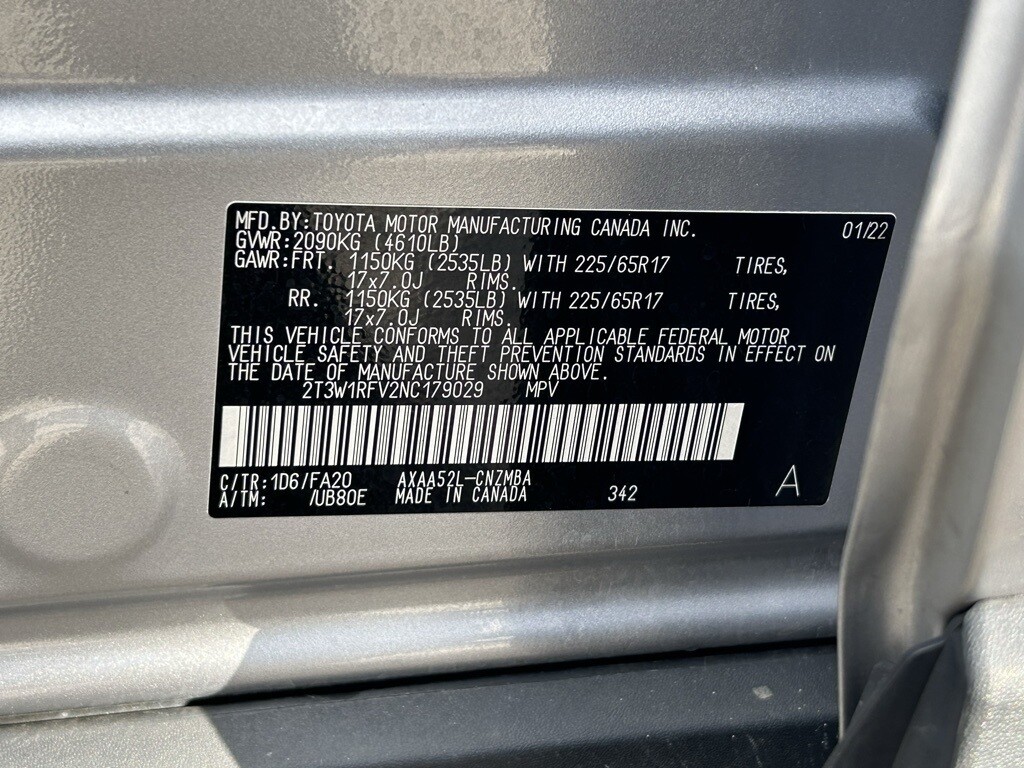 MFD.BY:TOYOTA MOTOR MANUFACTURING CANADA INC. 01/22
GVWR:2090KG (4610LB)
GAWR:FRT. 1150KG (2535LB) WITH 225/65R17 TIRES,
17x7.0J RIMS.
RR. 1150KG (2535LB) WITH 225/65R17 TIRES,
17x7.0J RIMS.
THIS VEHICLE CONFORMS TO ALL APPLICABLE FEDERAL MOTOR
VEHICLE SAFETY AND THEFT PREVENTION STANDARDS IN EFFECT ON
THE DATE OF MANUFACTURE SHOWN ABOVE.
2T3W1RFV2NC179029 MPV
C/TR:1D6/FA20 AXAA52L-CNZMBA
A/TM: /UB80E MADE IN CANADA 342 A